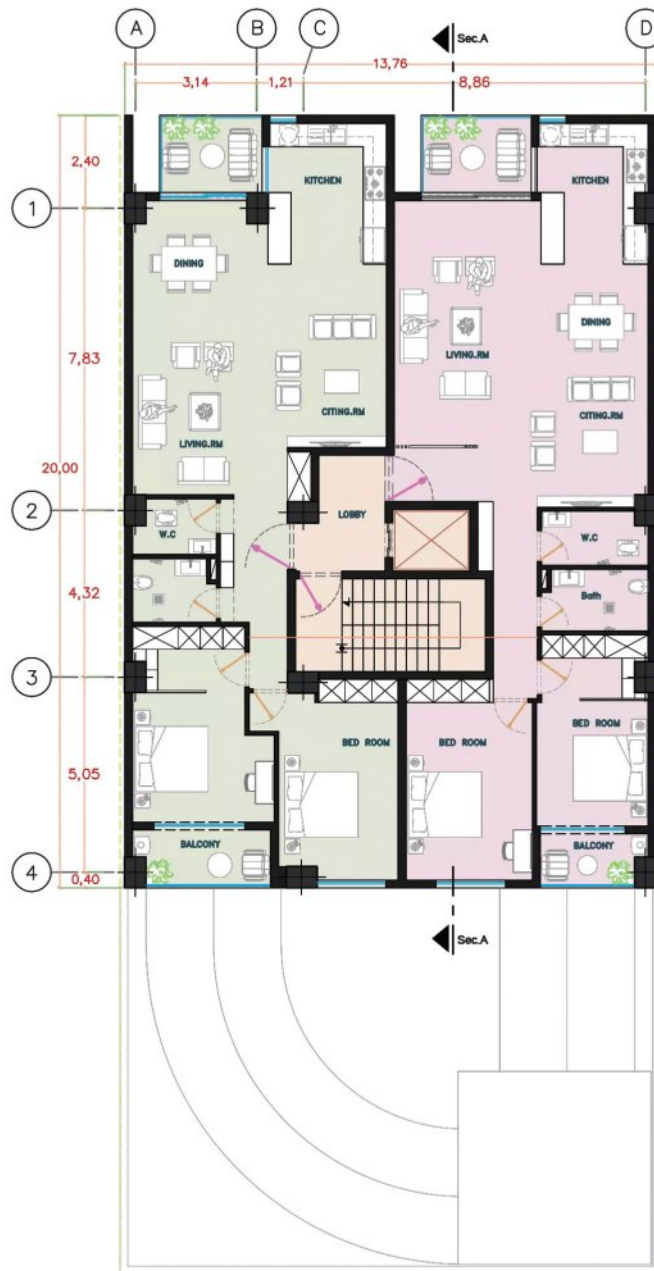 A
B
C
D
Sec.A
13,76
3,14
1,21
8,86
2,40
1
KITCHEN
KITCHEN
DINING
DINING
7,83
LIVING.RM
CITING.RM
LIVING.RM
CITING.RM
20,00
2
LOBBY
W.C
W.C
4,32
Bath
H
3
BED ROOM
BED ROOM
BED ROOM
5,05
BALCONY
BALCONY
4
0,40
Sec.A